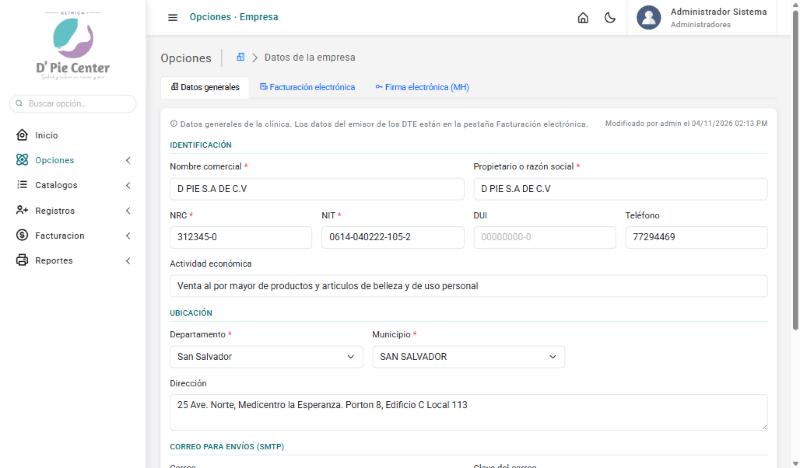 CLINICA
D' Pie Center
Buscar opción...
Inicio
Opciones
Catalogos
Registros
Facturacion
Reportes
Opciones · Empresa
Administrador Sistema
Administradores
Opciones
Datos de la empresa
Datos generales
Facturación electrónica
Firma electrónica (MH)
Datos generales de la clínica. Los datos del emisor de los DTE están en la pestaña Facturación electrónica.
Modificado por admin el 04/11/2026 02:13 PM
IDENTIFICACIÓN
Nombre comercial *
Propietario o razón social *
D PIE S.A DE C.V
D PIE S.A DE C.V
NRC *
NIT *
DUI
Teléfono
312345-0
0614-040222-105-2
00000000-0
77294469
Actividad económica
Venta al por mayor de productos y articulos de belleza y de uso personal
UBICACIÓN
Departamento *
Municipio *
San Salvador
SAN SALVADOR
Dirección
25 Ave. Norte, Medicentro la Esperanza. Porton 8, Edificio C Local 113
CORREO PARA ENVÍOS (SMTP)
Correo
Clave del correo